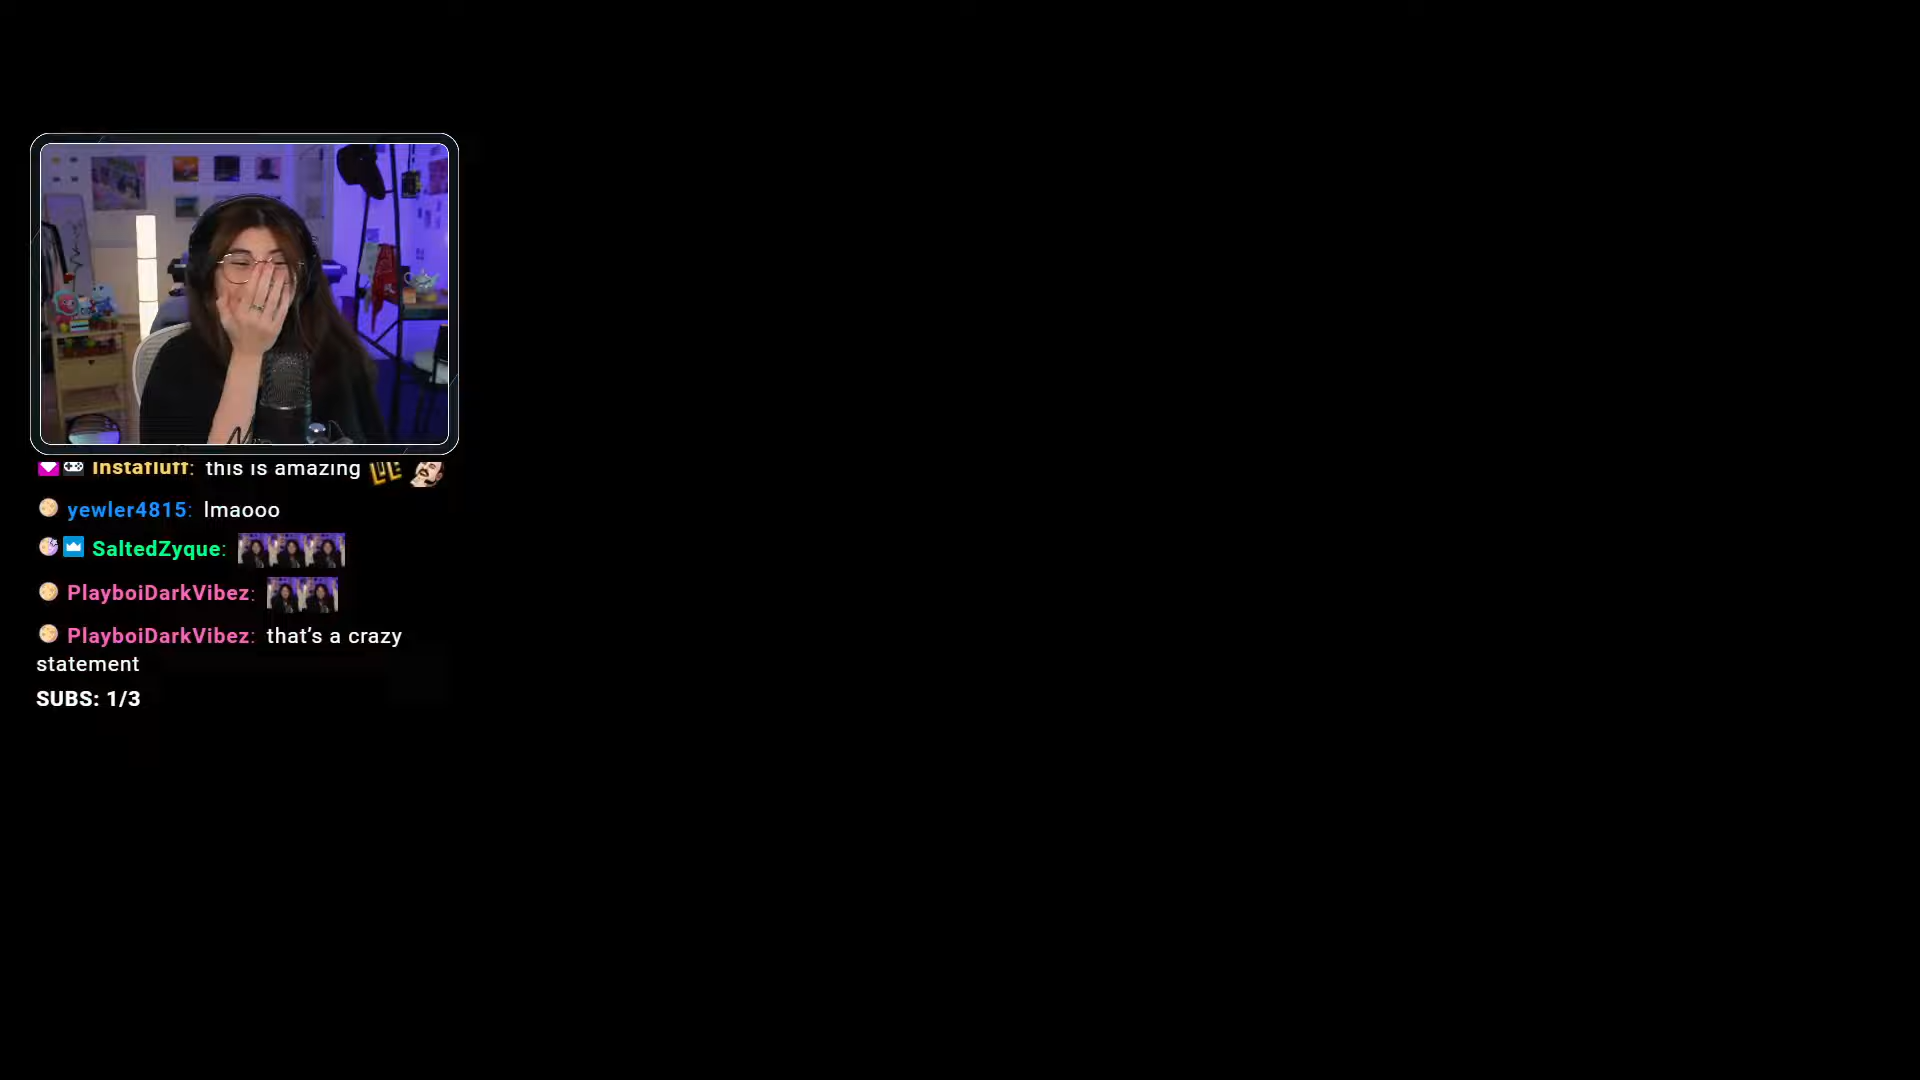 Instafluff: this is amazing
yewler4815: lmaooo
SaltedZyque:
PlayboiDarkVibez:
PlayboiDarkVibez: that’s a crazy
statement
SUBS: 1/3